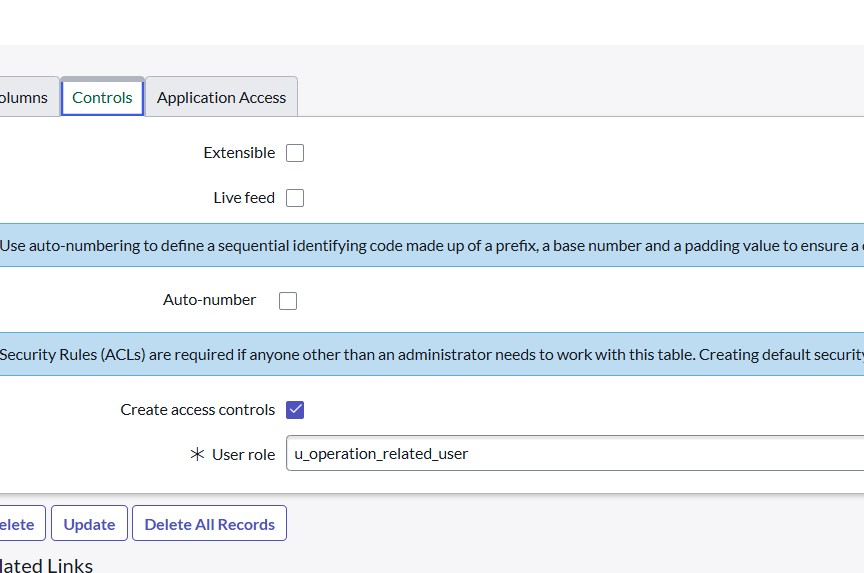 olumns Controls Application Access
Extensible
Live feed
Use auto-numbering to define a sequential identifying code made up of a prefix, a base number and a padding value to ensure a
Auto-number
Security Rules (ACLs) are required if anyone other than an administrator needs to work with this table. Creating default securit
Create access controls
* User role u_operation_related_user
elete Update Delete All Records
lated Links